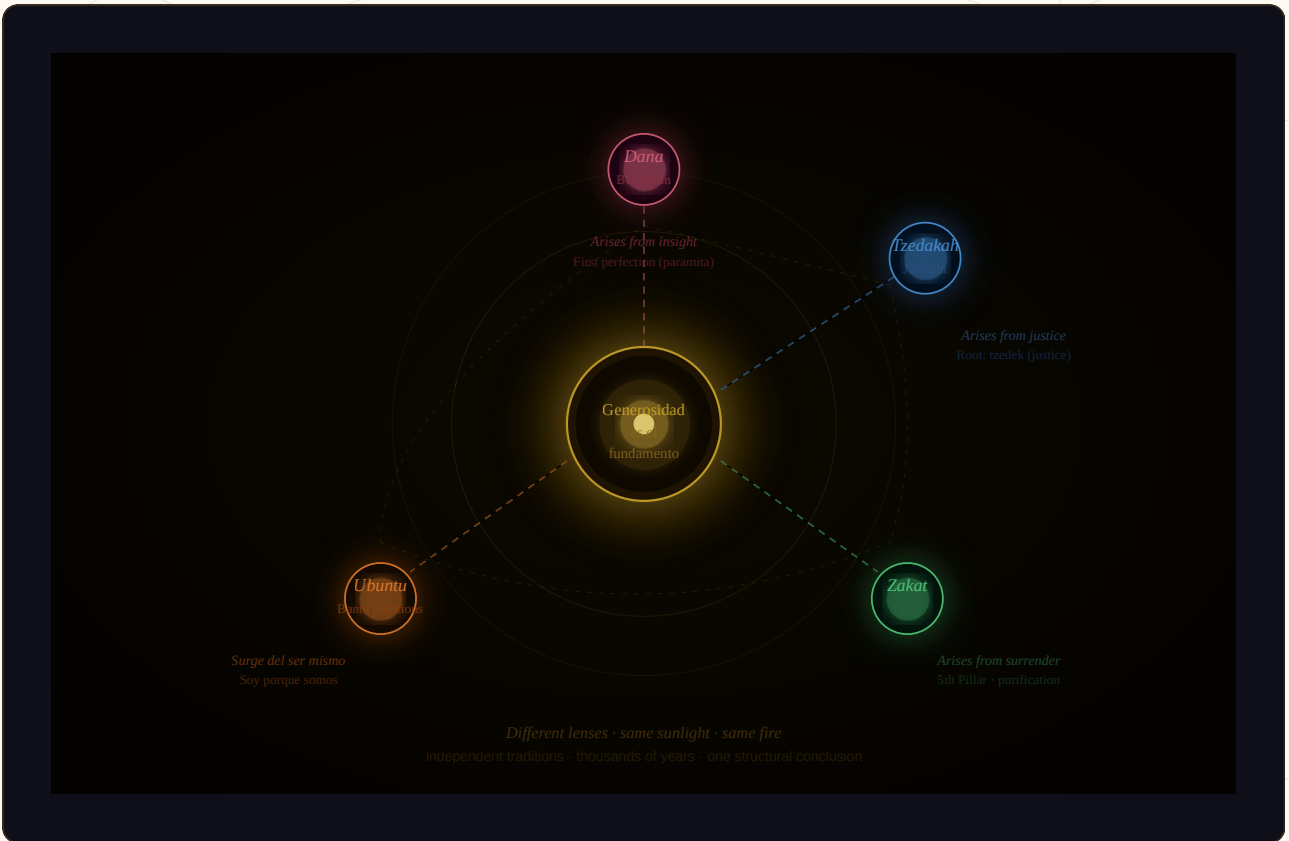 Dana
Arises from insight
First perfection (paramita)
Tzedakah
Arises from justice
Root: tzedek (justice)
Generosidad
fundamento
Ubuntu
Bantu traditions
Surge del ser mismo
Soy porque somos
Zakat
Arises from surrender
5th Pillar · purification
Different lenses · same sunlight · same fire
Independent traditions · thousands of years · one structural conclusion